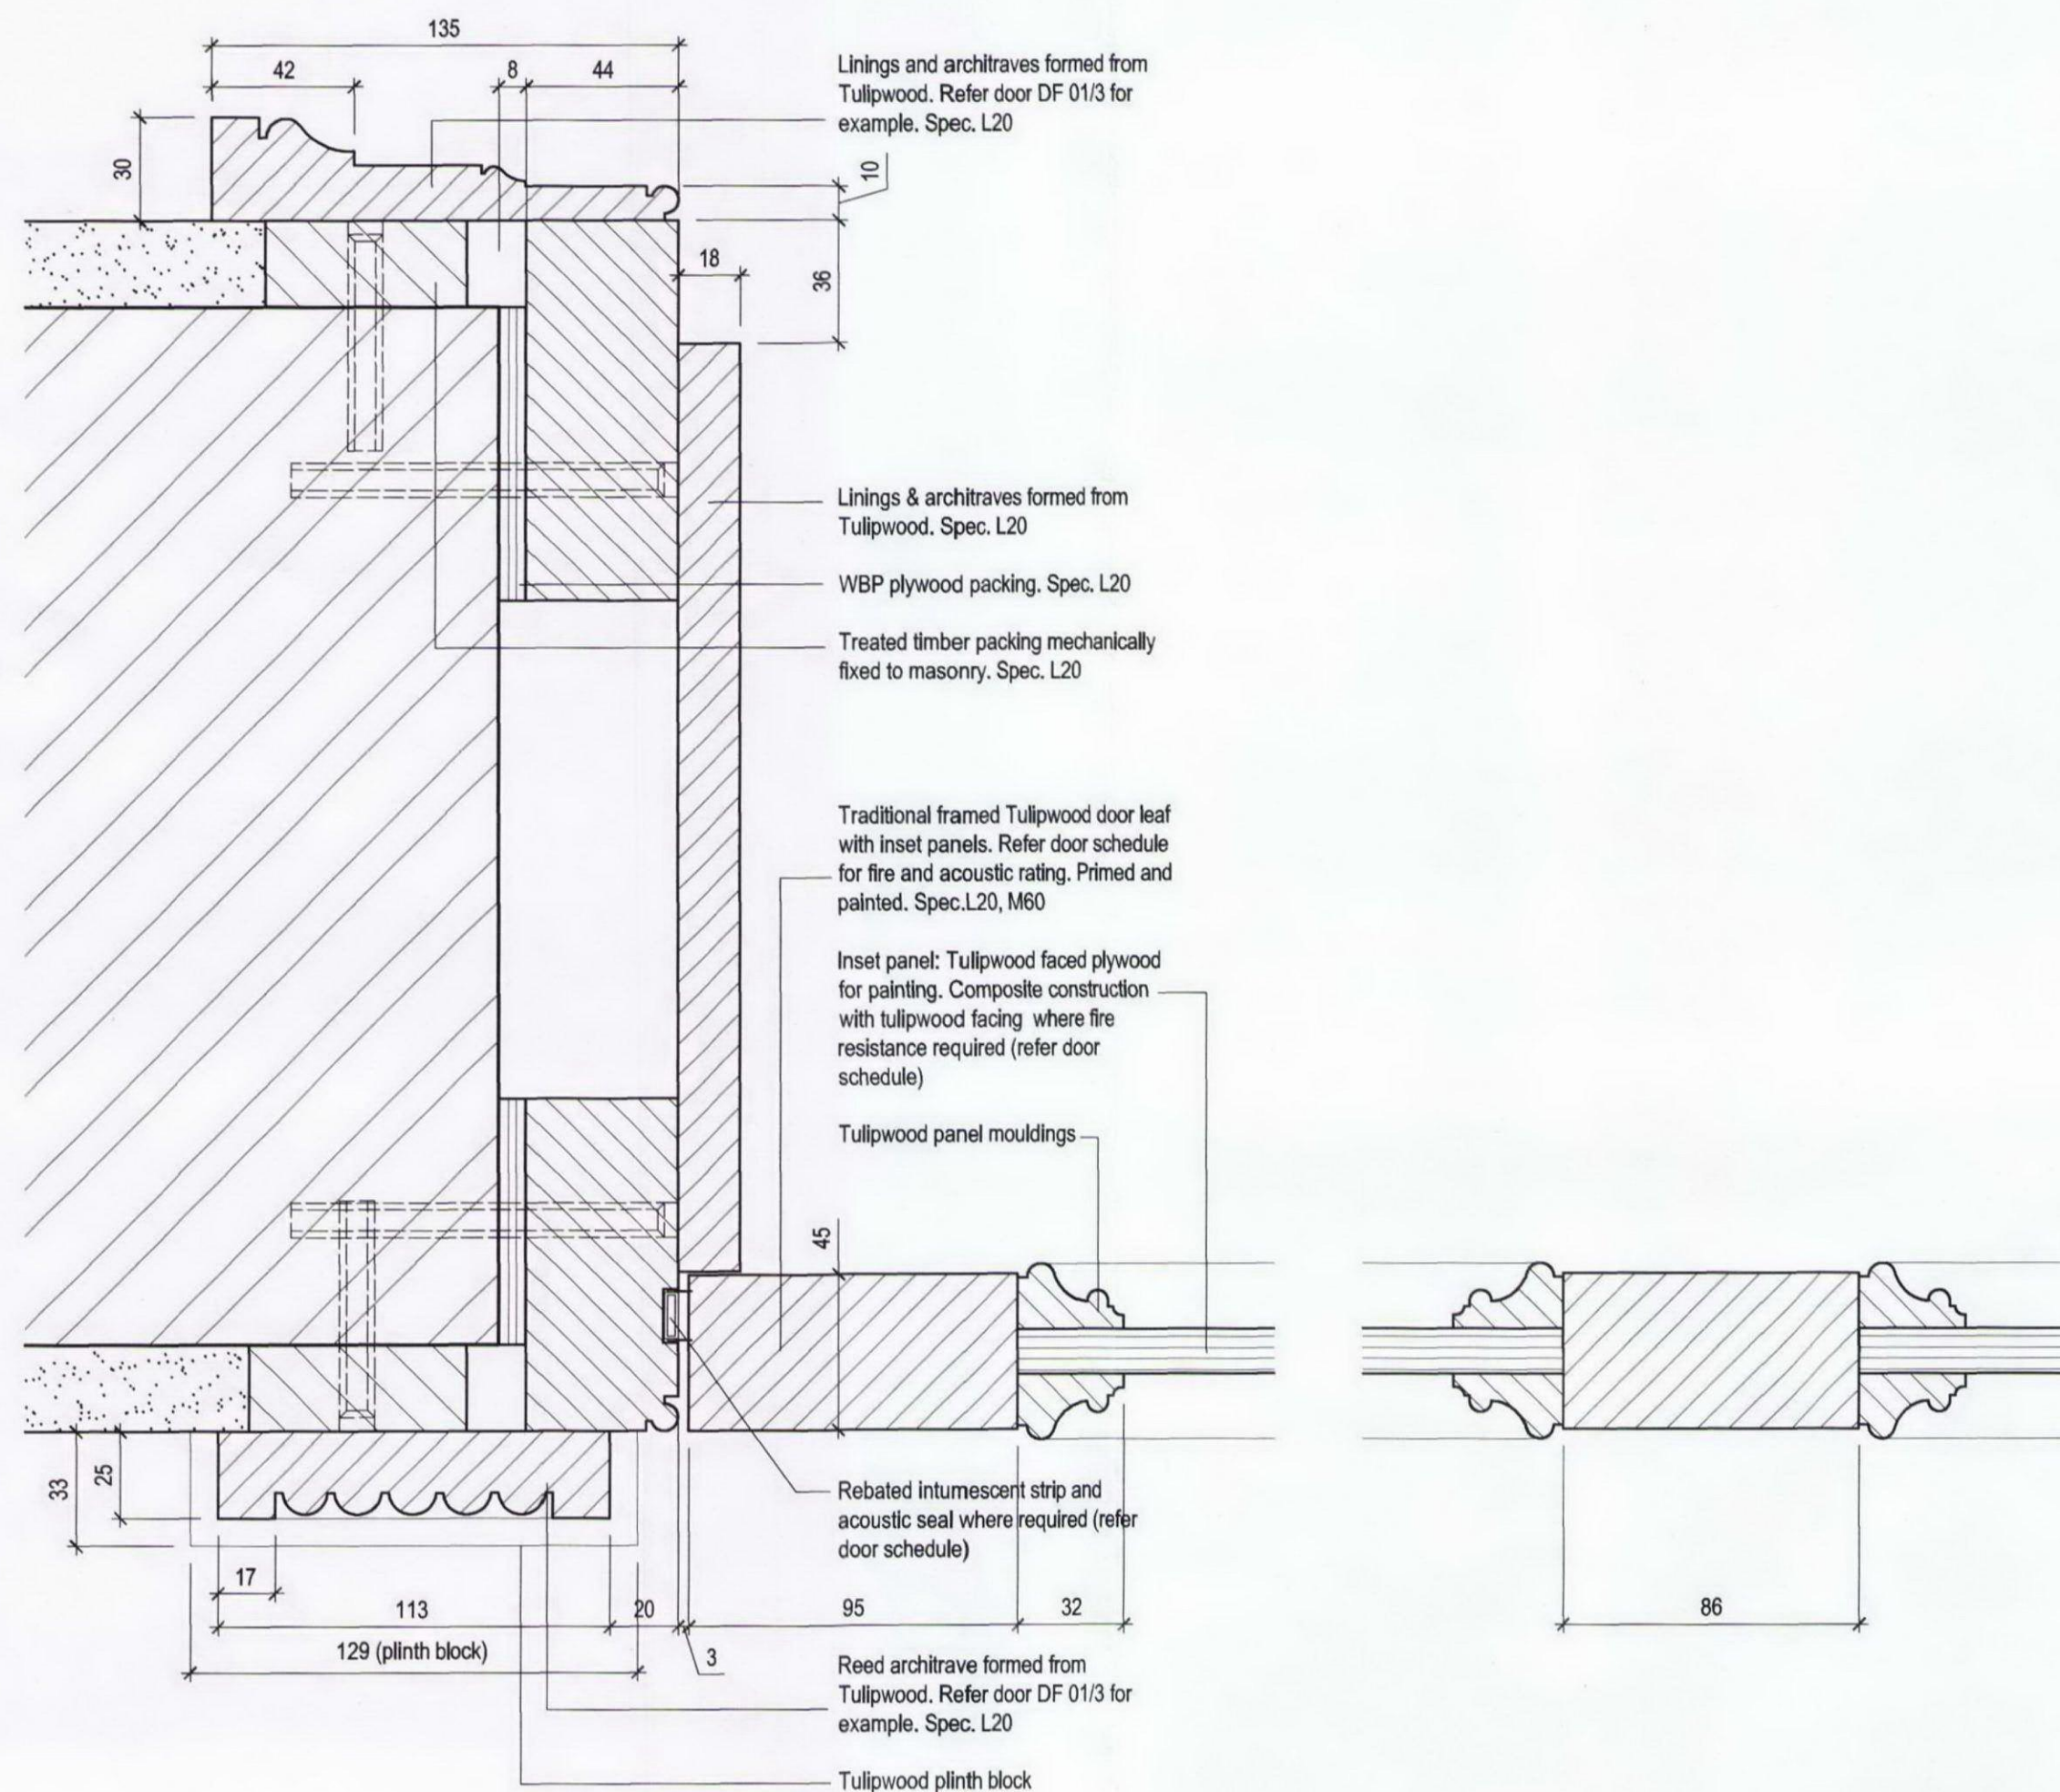 135
42
8
44
Linings and architraves formed from
Tulipwood. Refer door DF 01/3 for
example. Spec. L20
30
10
18
36
Linings & architraves formed from
Tulipwood. Spec. L20
WBP plywood packing. Spec. L20
Treated timber packing mechanically
fixed to masonry. Spec. L20
Traditional framed Tulipwood door leaf
with inset panels. Refer door schedule
for fire and acoustic rating. Primed and
painted. Spec.L20, M60
Inset panel: Tulipwood faced plywood
for painting. Composite construction
with tulipwood facing where fire
resistance required (refer door
schedule)
Tulipwood panel mouldings
45
33
25
Rebated intumescent strip and
acoustic seal where required (refer
door schedule)
17
113
20
95
32
86
129 (plinth block)
3
Reed architrave formed from
Tulipwood. Refer door DF 01/3 for
example. Spec. L20
Tulipwood plinth block